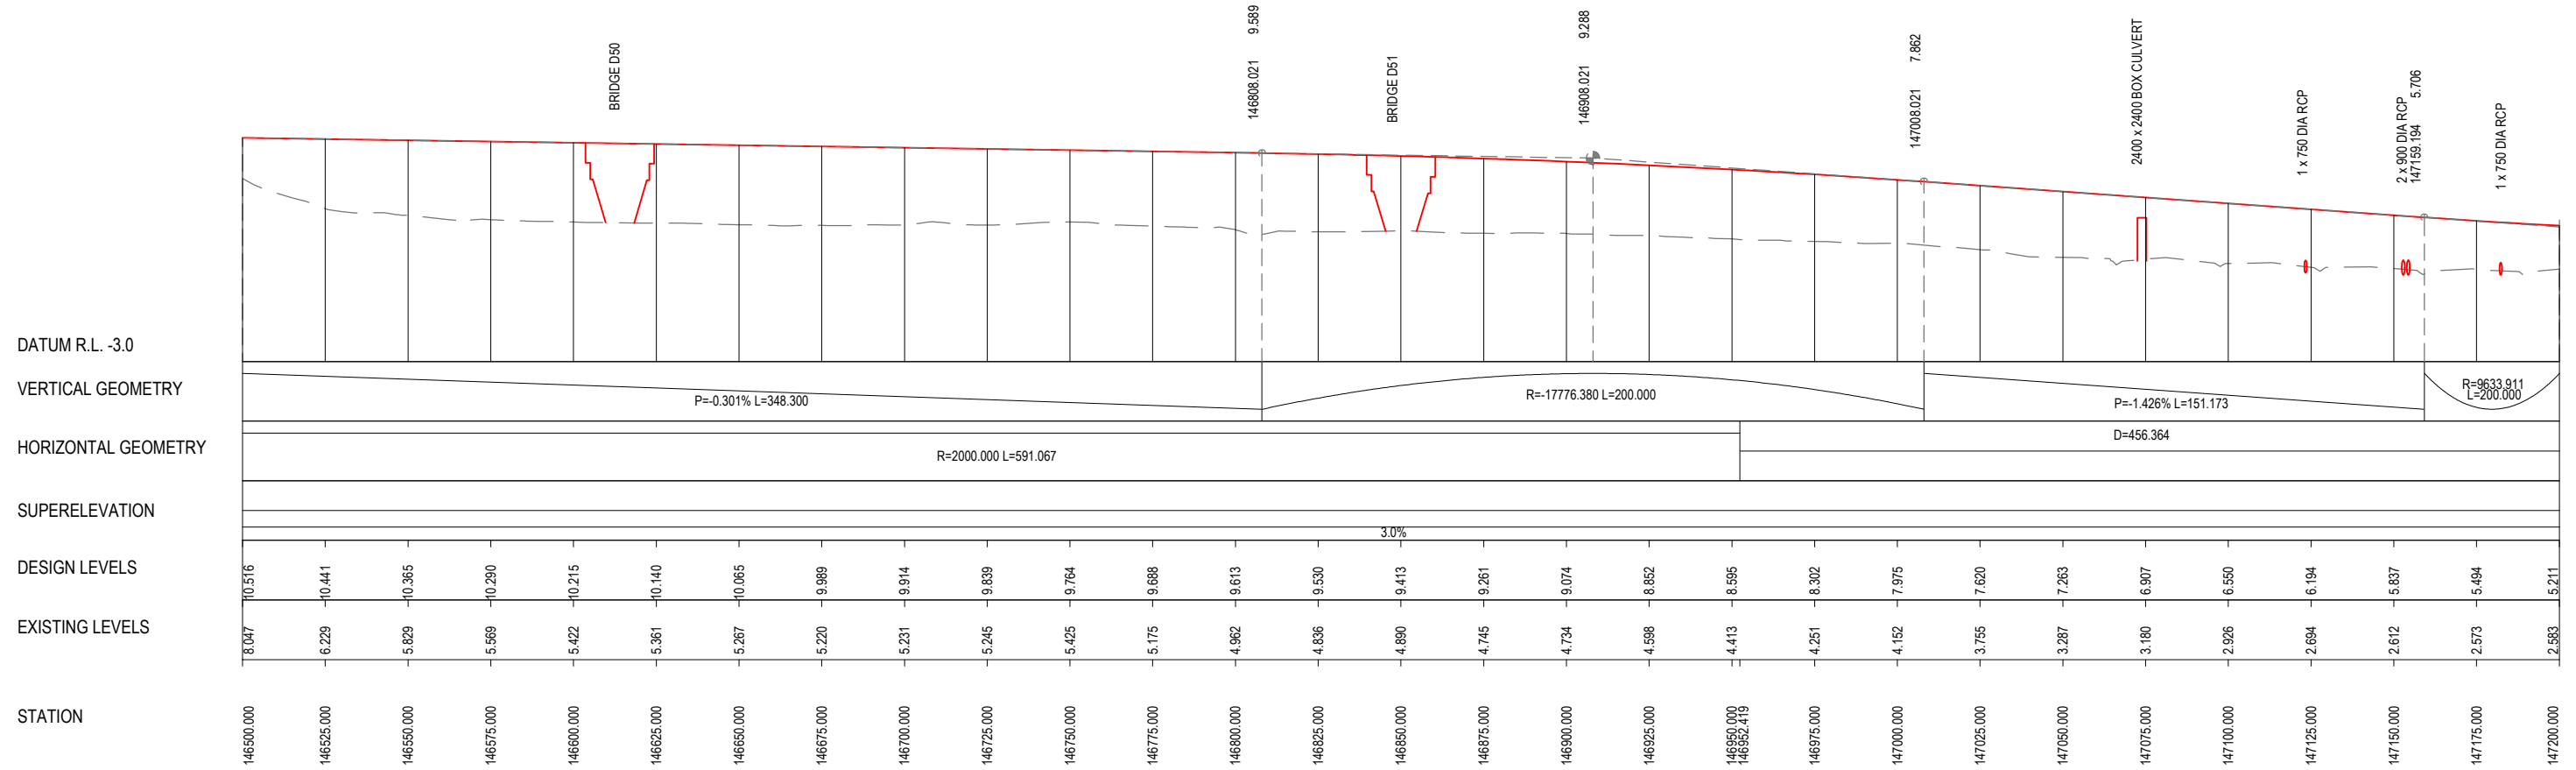 BRIDGE D50
146808.021 9.589
BRIDGE D51
146908.021 9.288
147008.021 7.862
2400 x 2400 BOX CULVERT
1 x 750 DIA RCP
2 x 900 DIA RCP
147159.194 5.706
1 x 750 DIA RCP
DATUM R.L. -3.0
VERTICAL GEOMETRY
P=-0.301% L=348.300
R=-17776.380 L=200.000
P=-1.426% L=151.173
R=9633.911
L=200.000
HORIZONTAL GEOMETRY
R=2000.000 L=591.067
D=456.364
SUPERELEVATION
3.0%
DESIGN LEVELS
10.516 10.441 10.365 10.290 10.215 10.140 10.065 9.989 9.914 9.839 9.764 9.688 9.613 9.530 9.413 9.261 9.074 8.852 8.595 8.302 7.975 7.620 7.263 6.907 6.550 6.194 5.837 5.494 5.211
EXISTING LEVELS
8.047 6.229 5.829 5.569 5.422 5.361 5.267 5.220 5.231 5.245 5.425 5.175 4.962 4.836 4.890 4.745 4.734 4.598 4.413 4.251 4.152 3.755 3.287 3.180 2.926 2.694 2.612 2.573 2.583
STATION
146500.000 146525.000 146550.000 146575.000 146600.000 146625.000 146650.000 146675.000 146700.000 146725.000 146750.000 146775.000 146800.000 146825.000 146850.000 146875.000 146900.000 146925.000 146950.000 146952.419 146975.000 147000.000 147025.000 147050.000 147075.000 147100.000 147125.000 147150.000 147175.000 147200.000